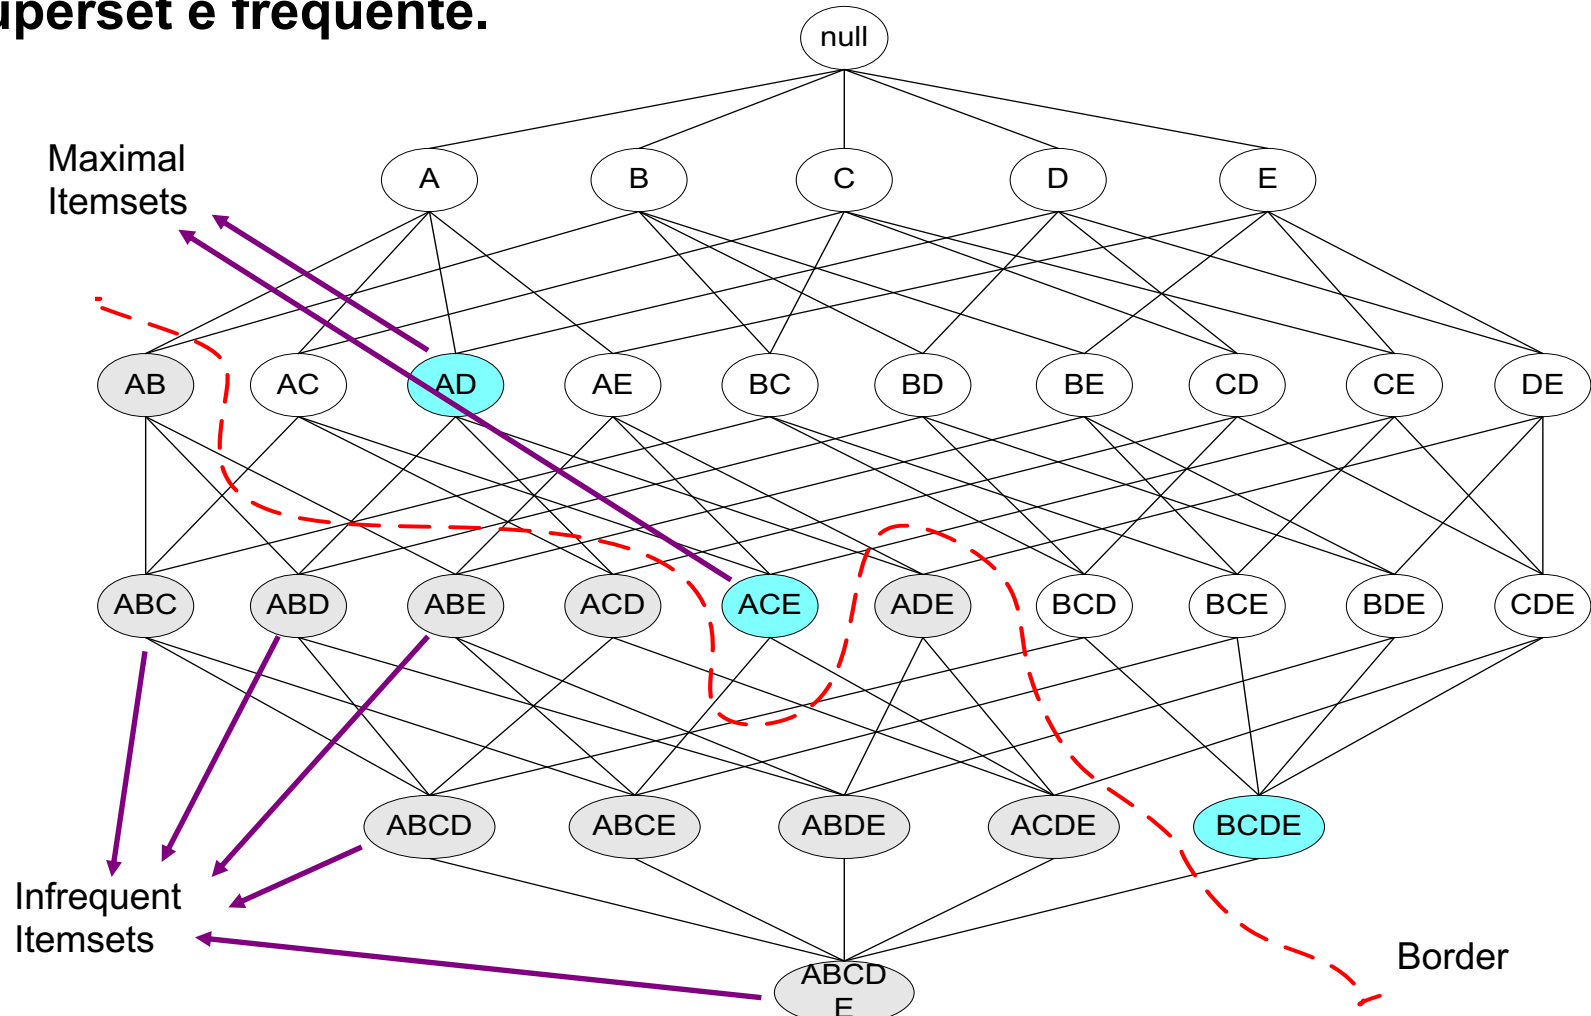 uperset è frequente.
null
Maximal
Itemsets
A B C D E
AB AC AD AE BC BD BE CD CE DE
ABC ABD ABE ACD ACE ADE BCD BCE BDE CDE
ABCD ABCE ABDE ACDE BCDE
Infrequent
Itemsets
Border
ABCD
E